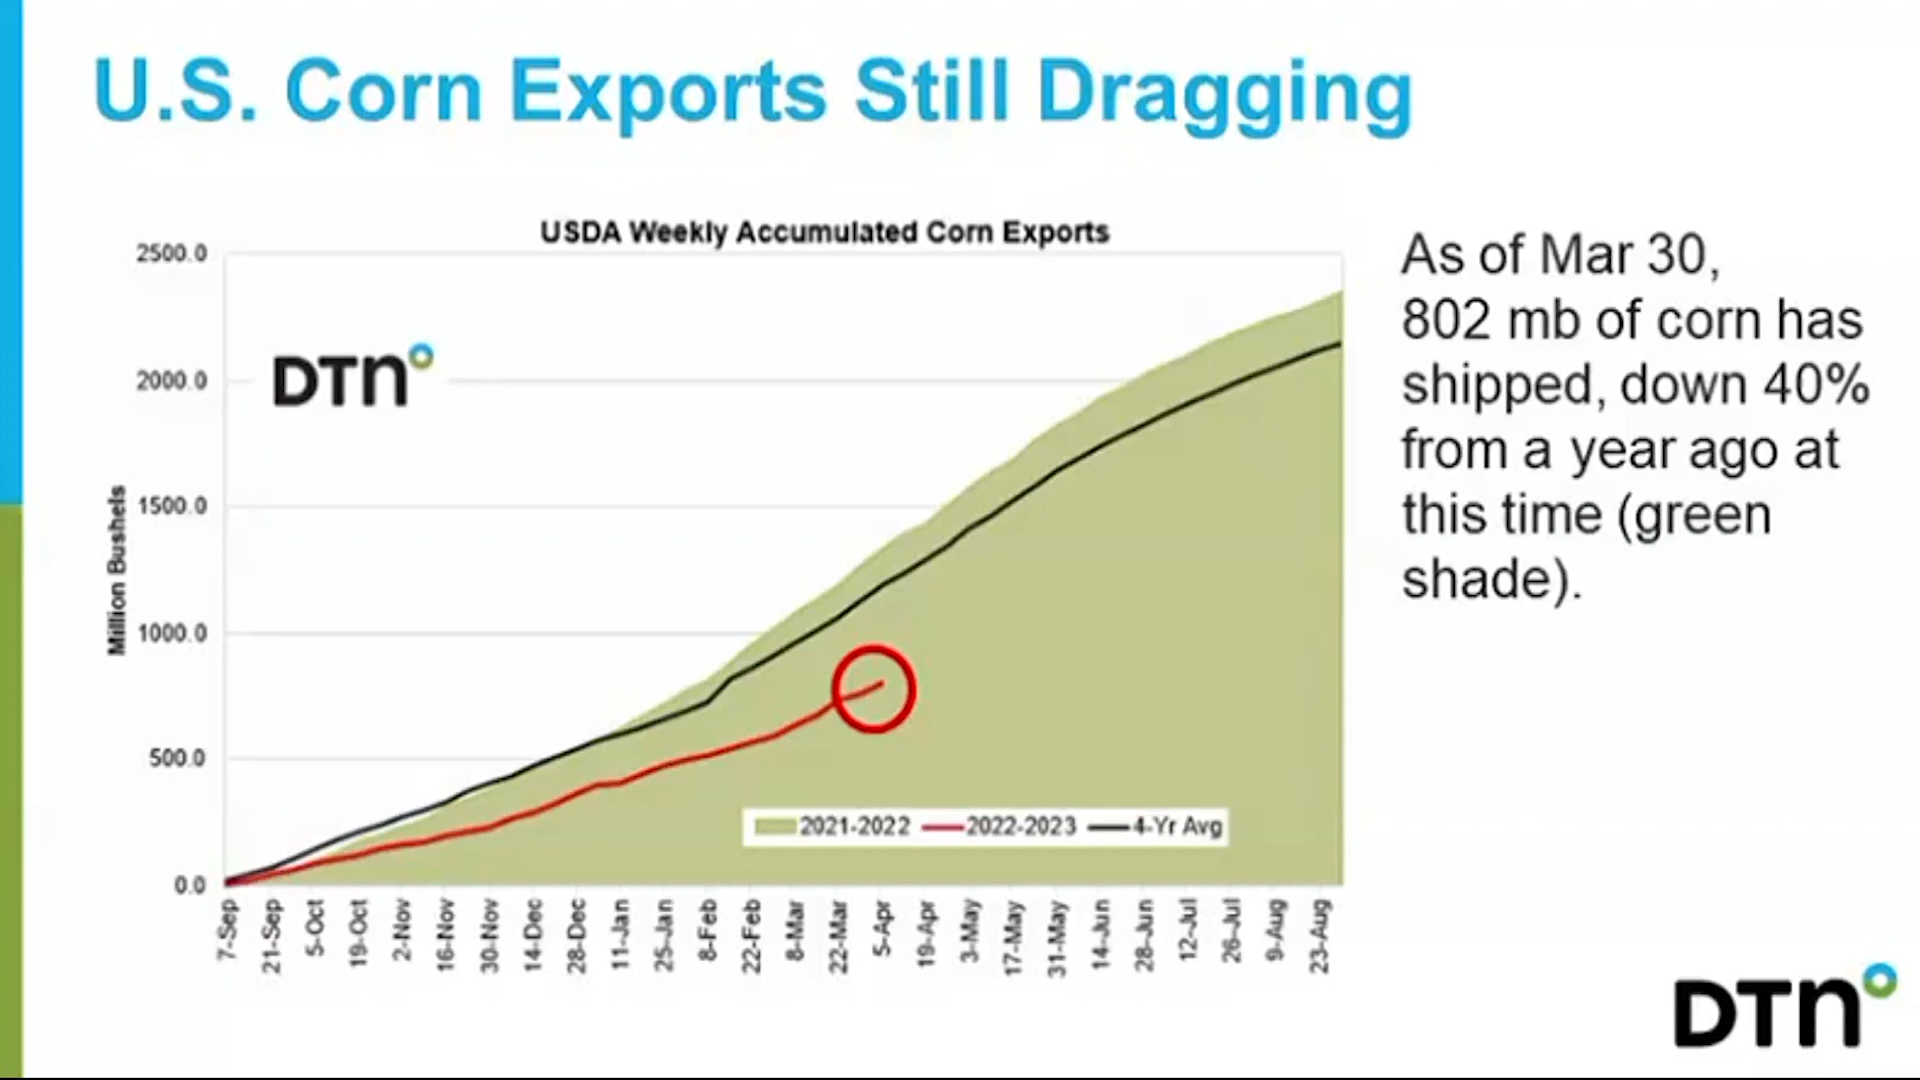 U.S. Corn Exports Still Dragging
USDA Weekly Accumulated Corn Exports
2500.0
2000.0
1500.0
1000.0
500.0
0.0
Million Bushels
DTN
2021-2022 2022-2023 4-Yr Avg
7-Sep 21-Sep 5-Oct 19-Oct 2-Nov 16-Nov 30-Nov 14-Dec 28-Dec 11-Jan 25-Jan 8-Feb 22-Feb 8-Mar 22-Mar 5-Apr 19-Apr 3-May 17-May 31-May 14-Jun 28-Jun 12-Jul 26-Jul 9-Aug 23-Aug
As of Mar 30,
802 mb of corn has
shipped, down 40%
from a year ago at
this time (green
shade).
DTN